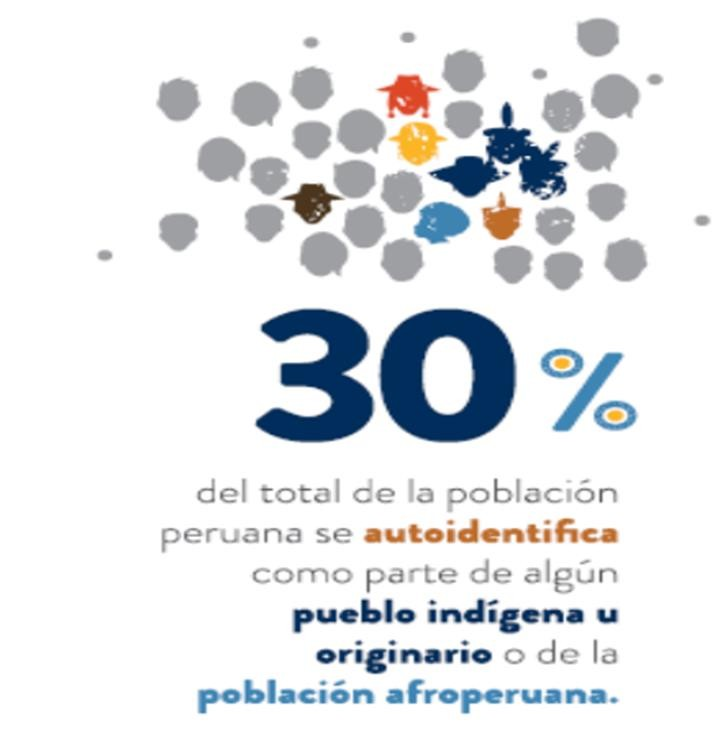 30%
del total de la población
peruana se autoidentifica
como parte de algún
pueblo indígena u
originario o de la
población afroperuana.